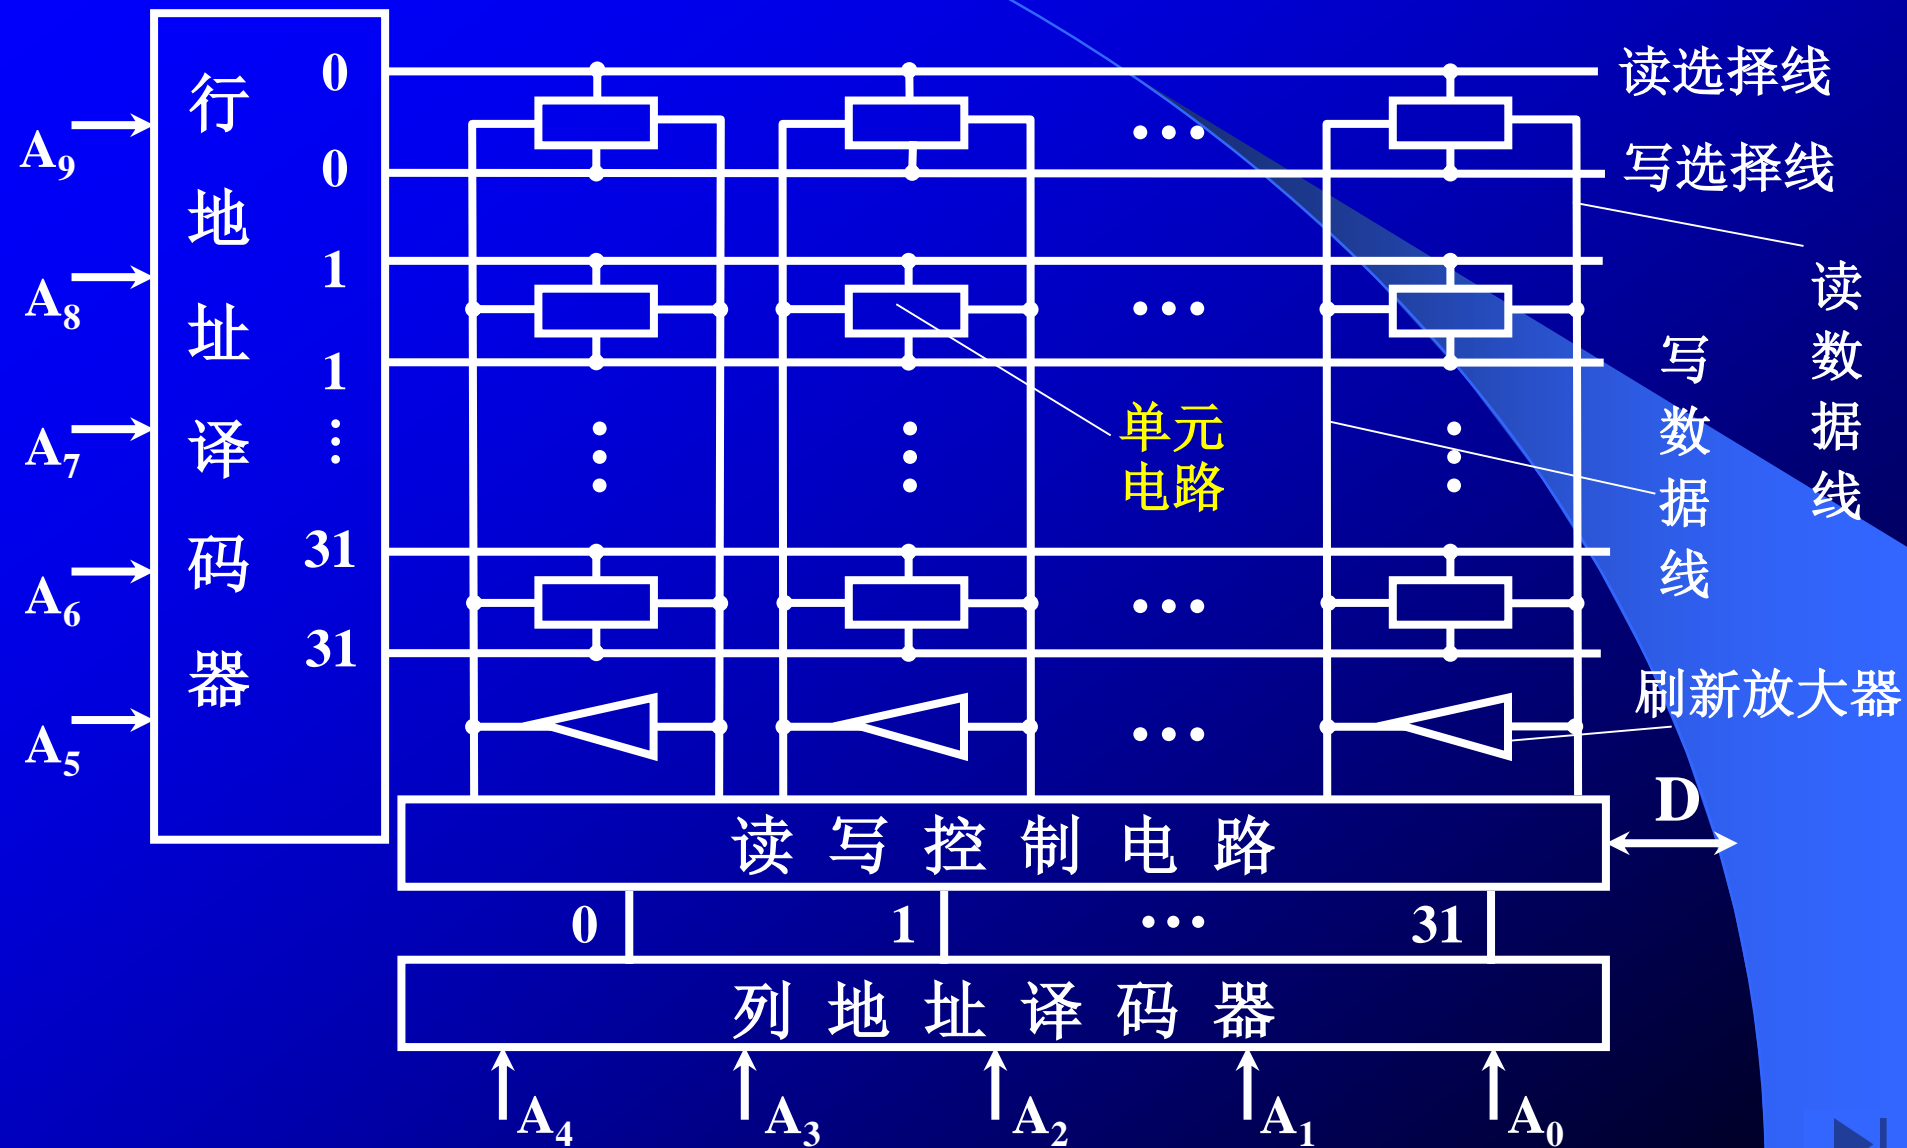 行地址译码器
A9
A8
A7
A6
A5
0
0
1
1
⋮
31
31
读选择线
写选择线
…
…
…
…
单元
电路
写数据线
读数据线
刷新放大器
D
读写控制电路
0 1 … 31
列地址译码器
A4 A3 A2 A1 A0